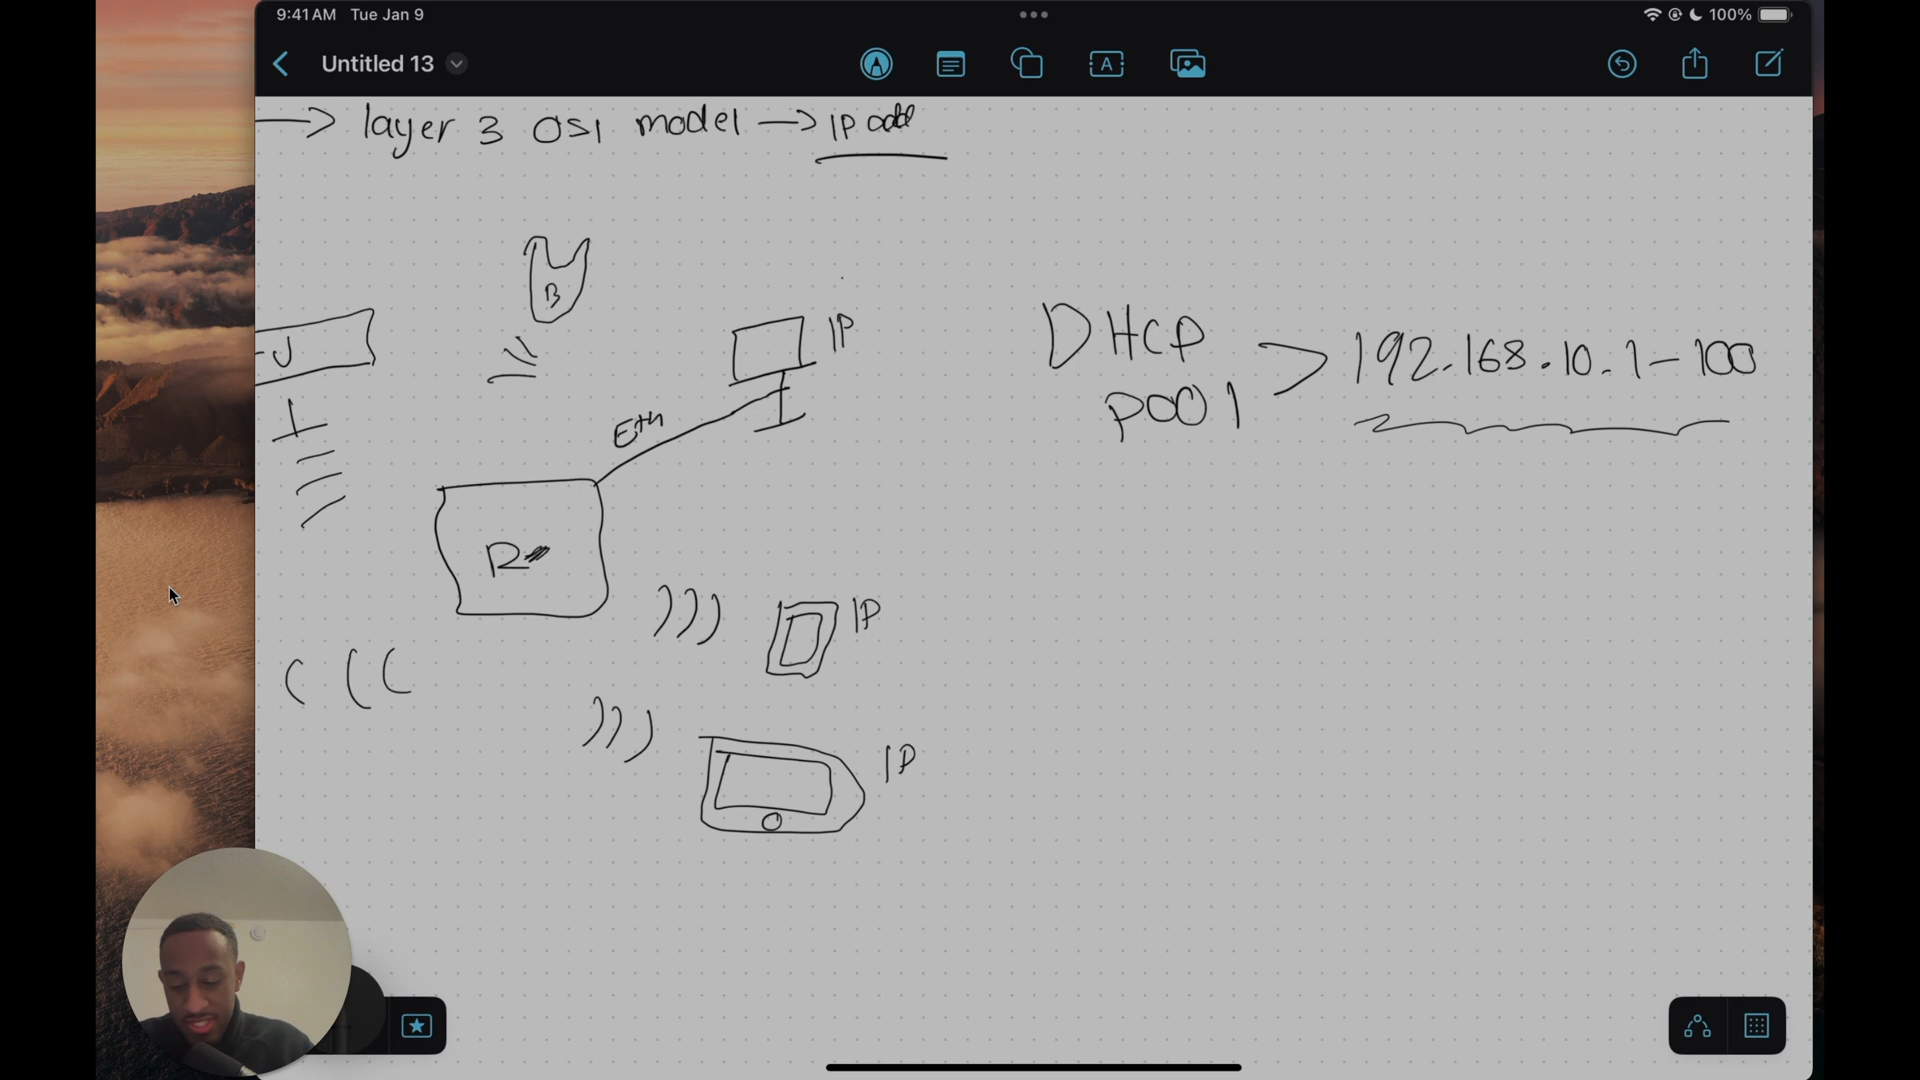 9:41 AM Tue Jan 9
100%
Untitled 13
A
→ layer 3 OSI model → IP add
B
IP
DHCP
pool > 192.168.10.1-100
Eth
R
IP
IP